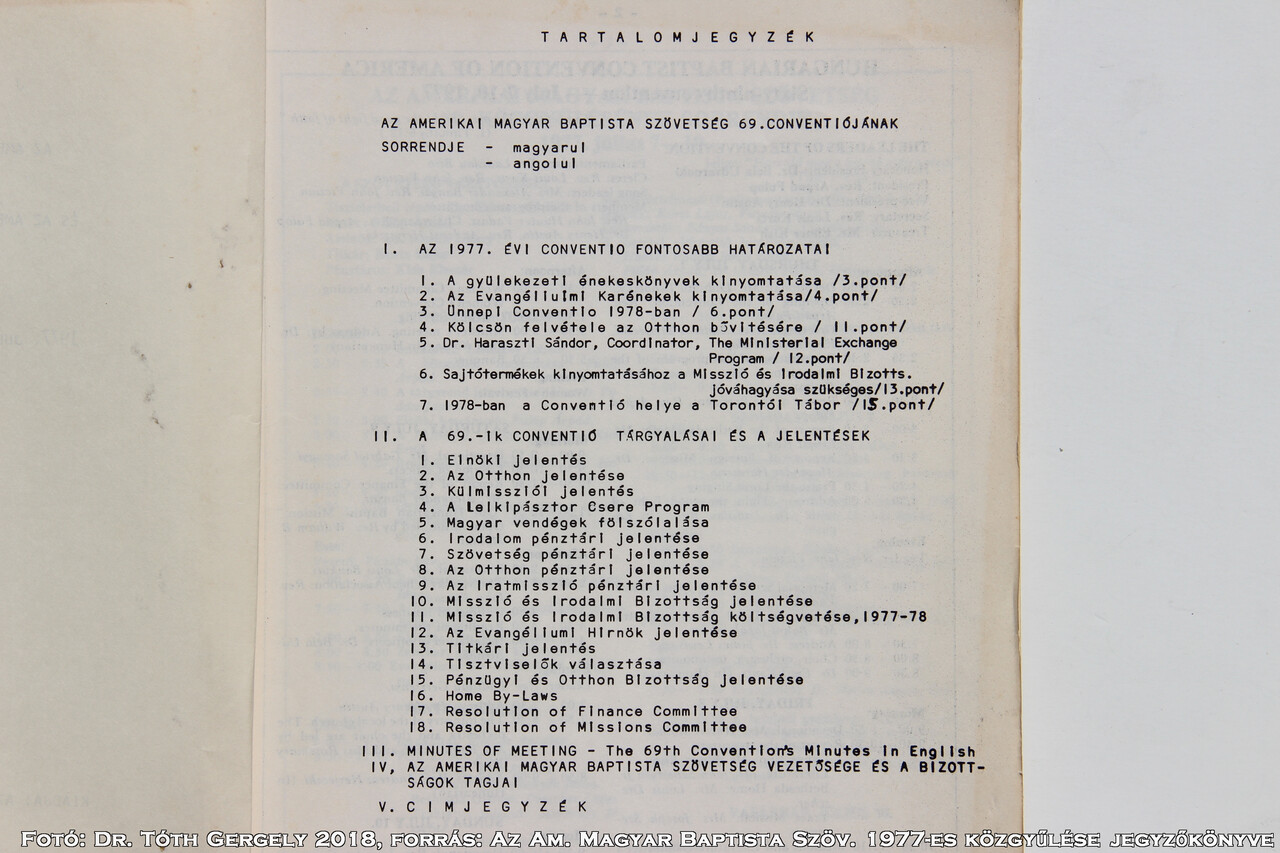 TARTALOMJEGYZÉK
AZ AMERIKAI MAGYAR BAPTISTA SZÖVETSÉG 69.CONVENTIÓJÁNAK
SORRENDJE - magyarul
- angolul
I. AZ 1977. ÉVI CONVENTIO FONTOSABB HATÁROZATAI
1. A gyülekezeti énekeskönyvek kinyomtatása /3.pont/
2. Az Evangéliuimi Karénekek kinyomtatása/4.pont/
3. Ünnepi Conventio 1978-ban / 6.pont/
4. Kölcsön felvétele az Otthon bővitésére / 11.pont/
5. Dr. Haraszti Sándor, Coordinator, The Ministerial Exchange
Program / 12.pont/
6. Sajtótermékek kinyomtatásához a Misszió és Irodalmi Bizotts.
jóváhagyása szükséges/13.pont/
7. 1978-ban a Conventió helye a Torontói Tábor /15.pont/
II. A 69.-ik CONVENTIÓ TÁRGYALÁSAI ÉS A JELENTÉSEK
1. Elnöki jelentés
2. Az Otthon jelentése
3. Külmissziói jelentés
4. A Lelkipásztor Csere Program
5. Magyar vendégek fölszólalása
6. Irodalom pénztári jelentése
7. Szövetség pénztári jelentése
8. Az Otthon pénztári jelentése
9. Az Iratmisszió pénztári jelentése
10. Misszió és Irodalmi Bizottság jelentése
11. Misszió és Irodalmi Bizottság költségvetése,1977-78
12. Az Evangéliumi Hirnök jelentése
13. Titkári jelentés
14. Tisztviselők választása
15. Pénzügyi és Otthon Bizottság jelentése
16. Home By-Laws
17. Resolution of Finance Committee
18. Resolution of Missions Committee
III. MINUTES OF MEETING - The 69th Convention's Minutes in English
IV, AZ AMERIKAI MAGYAR BAPTISTA SZÖVETSÉG VEZETŐSÉGE ÉS A BIZOTT-
SÁGOK TAGJAI
V. CIMJEGYZÉK
Fotó: Dr. Tóth Gergely 2018, forrás: Az Am. Magyar Baptista Szöv. 1977-es közgyűlése jegyzőkönyve